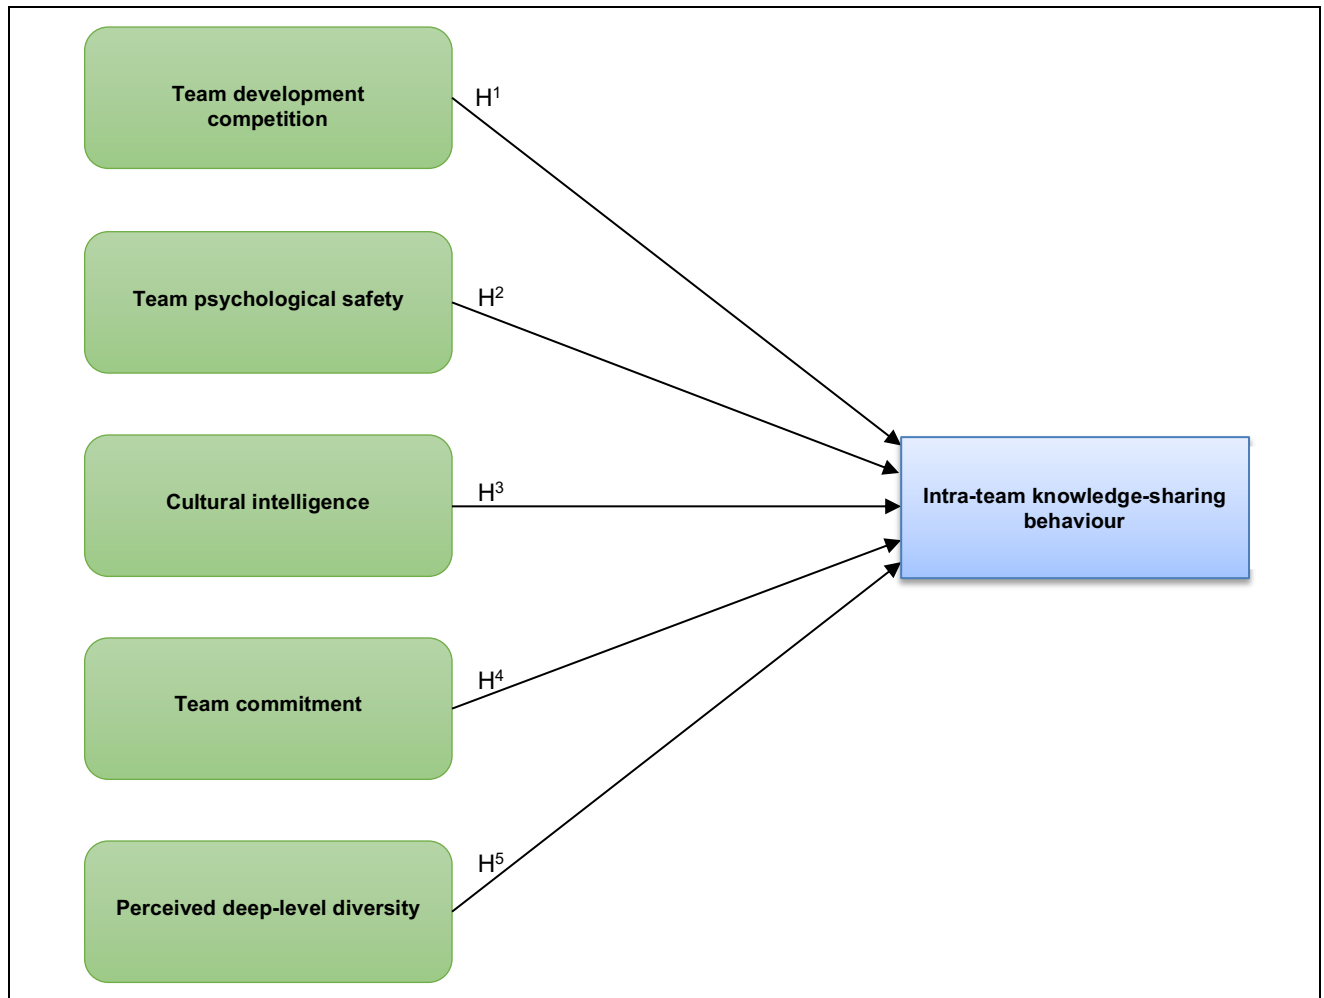 Team development
competition
H¹
Team psychological safety
H²
Cultural intelligence
H³
Intra-team knowledge-sharing
behaviour
Team commitment
H⁴
Perceived deep-level diversity
H⁵